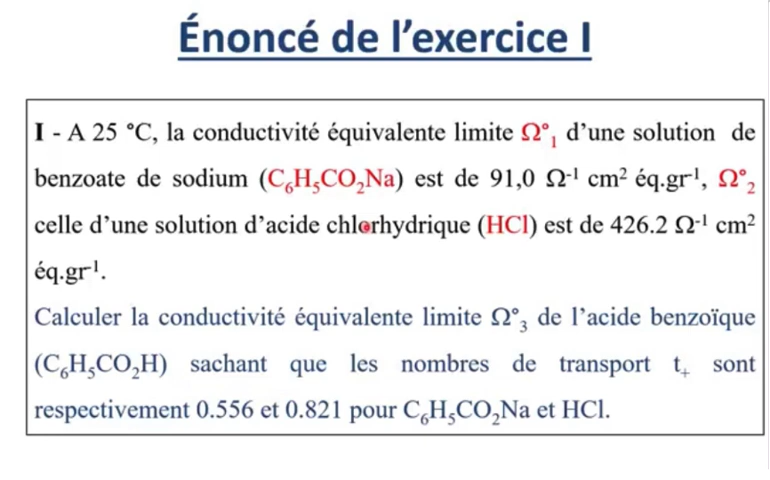 Énoncé de l’exercice I
I - A 25 °C, la conductivité équivalente limite Ω°₁ d’une solution de
benzoate de sodium (C₆H₅CO₂Na) est de 91,0 Ω⁻¹ cm² éq.gr⁻¹, Ω°₂
celle d’une solution d’acide chlorhydrique (HCl) est de 426.2 Ω⁻¹ cm²
éq.gr⁻¹.
Calculer la conductivité équivalente limite Ω°₃ de l’acide benzoïque
(C₆H₅CO₂H) sachant que les nombres de transport t₊ sont
respectivement 0.556 et 0.821 pour C₆H₅CO₂Na et HCl.